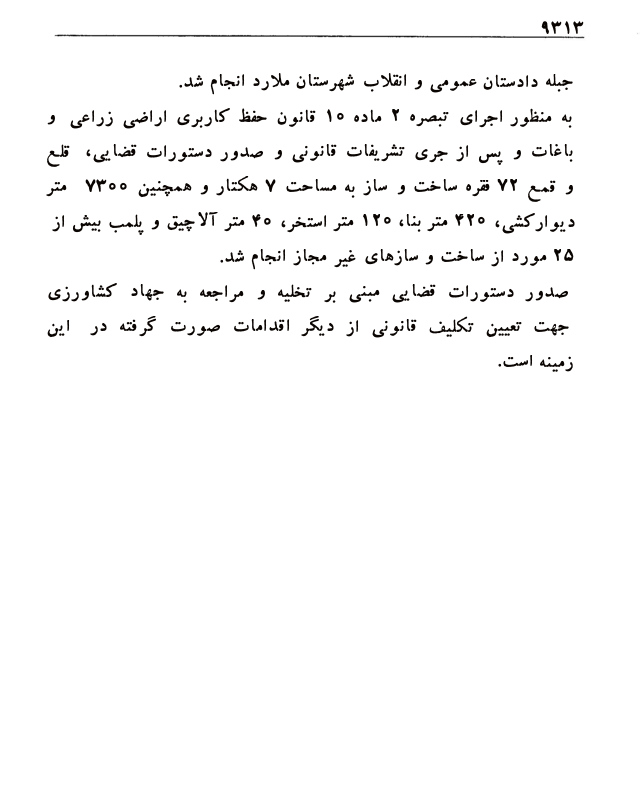 ۹۳۱۳
جبله دادستان عمومی و انقلاب شهرستان ملارد انجام شد.
به منظور اجرای تبصره ۲ ماده ۱۰ قانون حفظ کاربری اراضی زراعی و
باغات و پس از جری تشریفات قانونی و صدور دستورات قضایی، قلع
و قمع ۷۲ فقره ساخت و ساز به مساحت ۷ هکتار و همچنین ۷۳۰۰ متر
دیوارکشی، ۴۲۰ متر بنا، ۱۲۰ متر استخر، ۴۰ متر آلاچیق و پلمب بیش از
۲۵ مورد از ساخت و سازهای غیر مجاز انجام شد.
صدور دستورات قضایی مبنی بر تخلیه و مراجعه به جهاد کشاورزی
جهت تعیین تکلیف قانونی از دیگر اقدامات صورت گرفته در این
زمینه است.